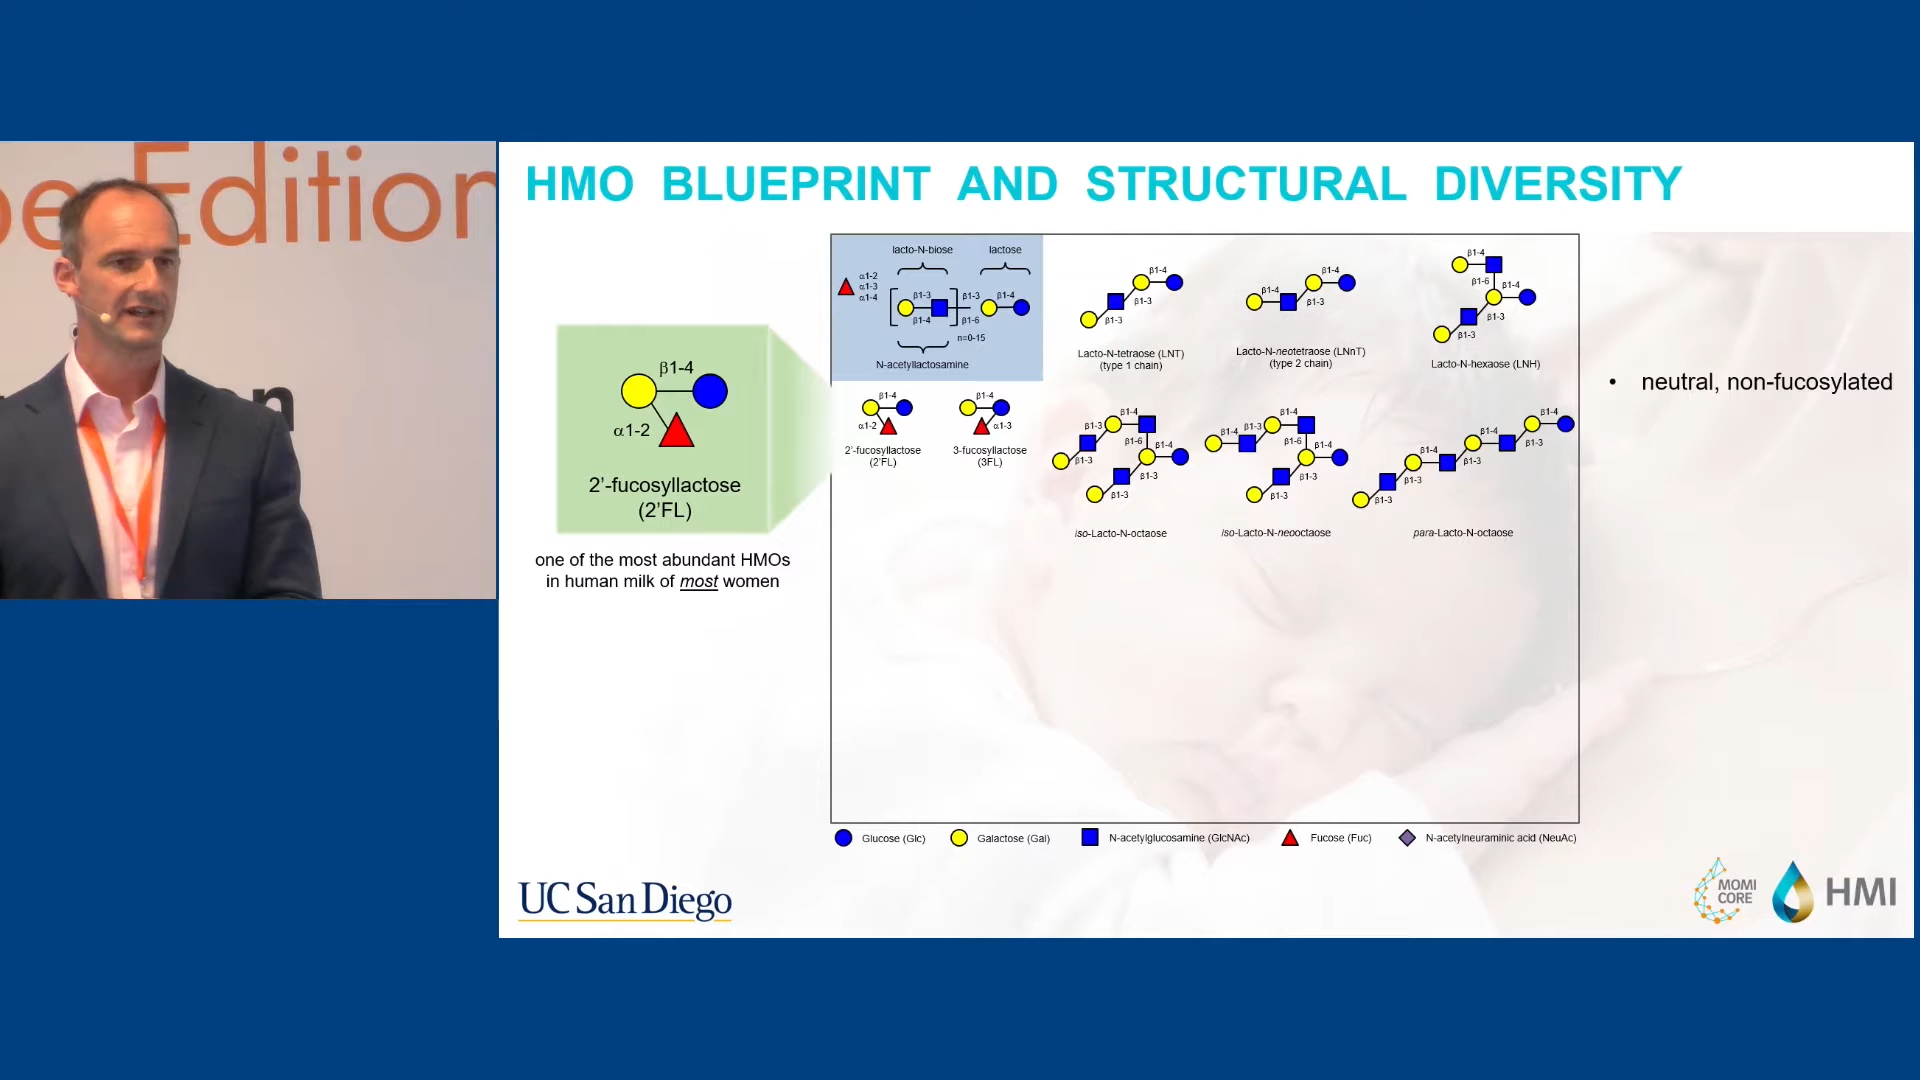 pe Edition
n
HMO BLUEPRINT AND STRUCTURAL DIVERSITY
β1-4
α1-2
2'-fucosyllactose
(2'FL)
one of the most abundant HMOs
in human milk of most women
lacto-N-biose
lactose
α1-2
α1-3
α1-4
β1-3
β1-3
β1-4
β1-4
β1-6
n=0-15
N-acetyllactosamine
β1-4
β1-3
β1-3
Lacto-N-tetraose (LNT)
(type 1 chain)
β1-4
β1-4
β1-3
Lacto-N-neotetraose (LNnT)
(type 2 chain)
β1-4
β1-6
β1-4
β1-3
β1-3
Lacto-N-hexaose (LNH)
β1-4
α1-2
2'-fucosyllactose
(2'FL)
β1-4
α1-3
3-fucosyllactose
(3FL)
β1-4
β1-3
β1-6
β1-4
β1-3
β1-3
β1-3
iso-Lacto-N-octaose
β1-4
β1-4
β1-3
β1-6
β1-4
β1-3
β1-3
iso-Lacto-N-neooctaose
β1-4
β1-4
β1-3
β1-4
β1-3
β1-3
β1-3
para-Lacto-N-octaose
• neutral, non-fucosylated
Glucose (Glc)
Galactose (Gal)
N-acetylglucosamine (GlcNAc)
Fucose (Fuc)
N-acetylneuraminic acid (NeuAc)
UC San Diego
MOMI
CORE
HMI